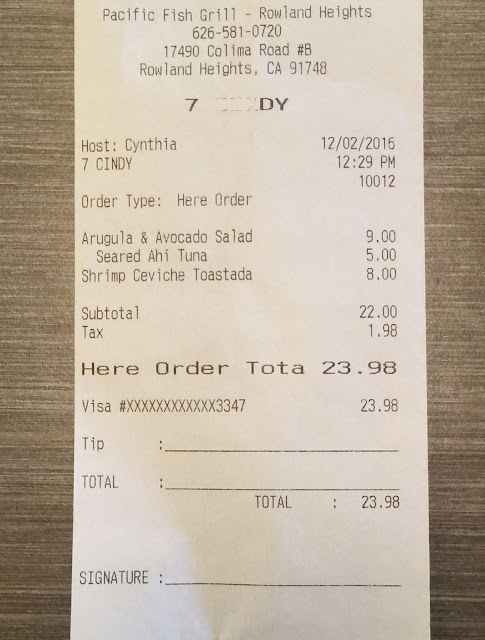 Pacific Fish Grill - Rowland Heights
626-581-0720
17490 Colima Road #B
Rowland Heights, CA 91748
7 CINDY
Host: Cynthia 12/02/2016
7 CINDY 12:29 PM
10012
Order Type: Here Order
Arugula & Avocado Salad 9.00
Seared Ahi Tuna 5.00
Shrimp Ceviche Toastada 8.00
Subtotal 22.00
Tax 1.98
Here Order Tota 23.98
Visa #XXXXXXXXXXXX3347 23.98
Tip :
TOTAL :
TOTAL : 23.98
SIGNATURE :